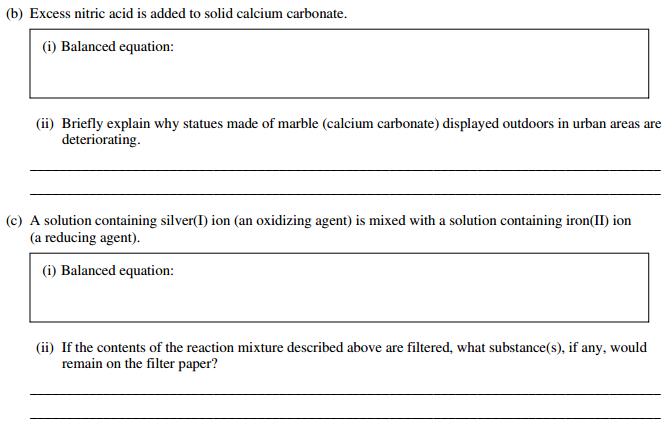 (b) Excess nitric acid is added to solid calcium carbonate.
(i) Balanced equation:
(ii) Briefly explain why statues made of marble (calcium carbonate) displayed outdoors in urban areas are
deteriorating.
(c) A solution containing silver(I) ion (an oxidizing agent) is mixed with a solution containing iron(II) ion
(a reducing agent).
(i) Balanced equation:
(ii) If the contents of the reaction mixture described above are filtered, what substance(s), if any, would
remain on the filter paper?